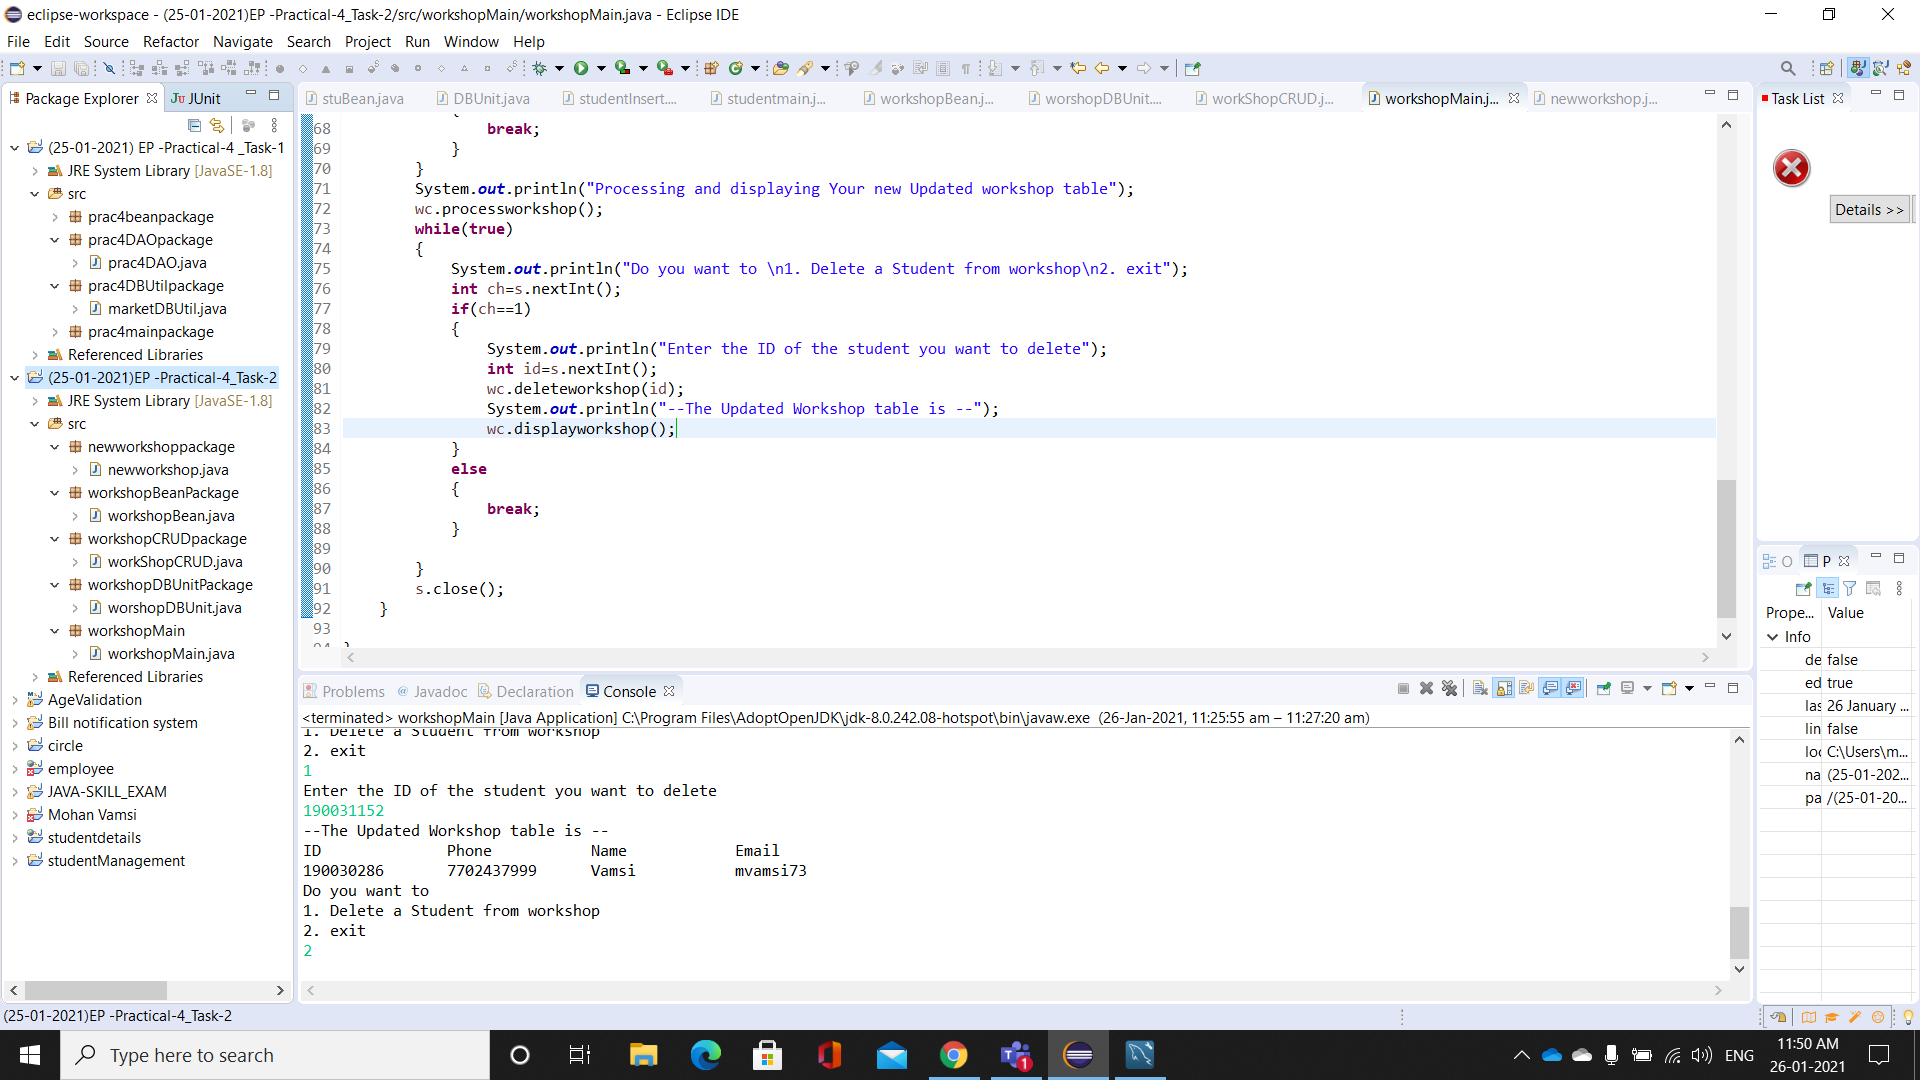 eclipse-workspace - (25-01-2021)EP -Practical-4_Task-2/src/workshopMain/workshopMain.java - Eclipse IDE
File Edit Source Refactor Navigate Search Project Run Window Help
Package Explorer JUnit
(25-01-2021) EP -Practical-4 _Task-1
JRE System Library [JavaSE-1.8]
src
prac4beanpackage
prac4DAOpackage
prac4DAO.java
prac4DBUtilpackage
marketDBUtil.java
prac4mainpackage
Referenced Libraries
(25-01-2021)EP -Practical-4_Task-2
JRE System Library [JavaSE-1.8]
src
newworkshoppackage
newworkshop.java
workshopBeanPackage
workshopBean.java
workshopCRUDpackage
workShopCRUD.java
workshopDBUnitPackage
worshopDBUnit.java
workshopMain
workshopMain.java
Referenced Libraries
AgeValidation
Bill notification system
circle
employee
JAVA-SKILL_EXAM
Mohan Vamsi
studentdetails
studentManagement
stuBean.java DBUnit.java studentInsert.... studentmain.j... workshopBean.j... worshopDBUnit.... workShopCRUD.j... workshopMain.j... newworkshop.j...
68 break;
69 }
70 }
71 System.out.println("Processing and displaying Your new Updated workshop table");
72 wc.processworkshop();
73 while(true)
74 {
75 System.out.println("Do you want to \n1. Delete a Student from workshop\n2. exit");
76 int ch=s.nextInt();
77 if(ch==1)
78 {
79 System.out.println("Enter the ID of the student you want to delete");
80 int id=s.nextInt();
81 wc.deleteworkshop(id);
82 System.out.println("--The Updated Workshop table is --");
83 wc.displayworkshop();
84 }
85 else
86 {
87 break;
88 }
89
90 }
91 s.close();
92 }
93
Problems Javadoc Declaration Console
<terminated> workshopMain [Java Application] C:\Program Files\AdoptOpenJDK\jdk-8.0.242.08-hotspot\bin\javaw.exe (26-Jan-2021, 11:25:55 am – 11:27:20 am)
1. Delete a Student from workshop
2. exit
1
Enter the ID of the student you want to delete
190031152
--The Updated Workshop table is --
ID Phone Name Email
190030286 7702437999 Vamsi mvamsi73
Do you want to
1. Delete a Student from workshop
2. exit
2
Task List
Details >>
O P
Prope... Value
Info
de false
ed true
las 26 January ...
lin false
loc C:\Users\m...
na (25-01-202...
pa /(25-01-20...
(25-01-2021)EP -Practical-4_Task-2
Type here to search
1
ENG
11:50 AM
26-01-2021